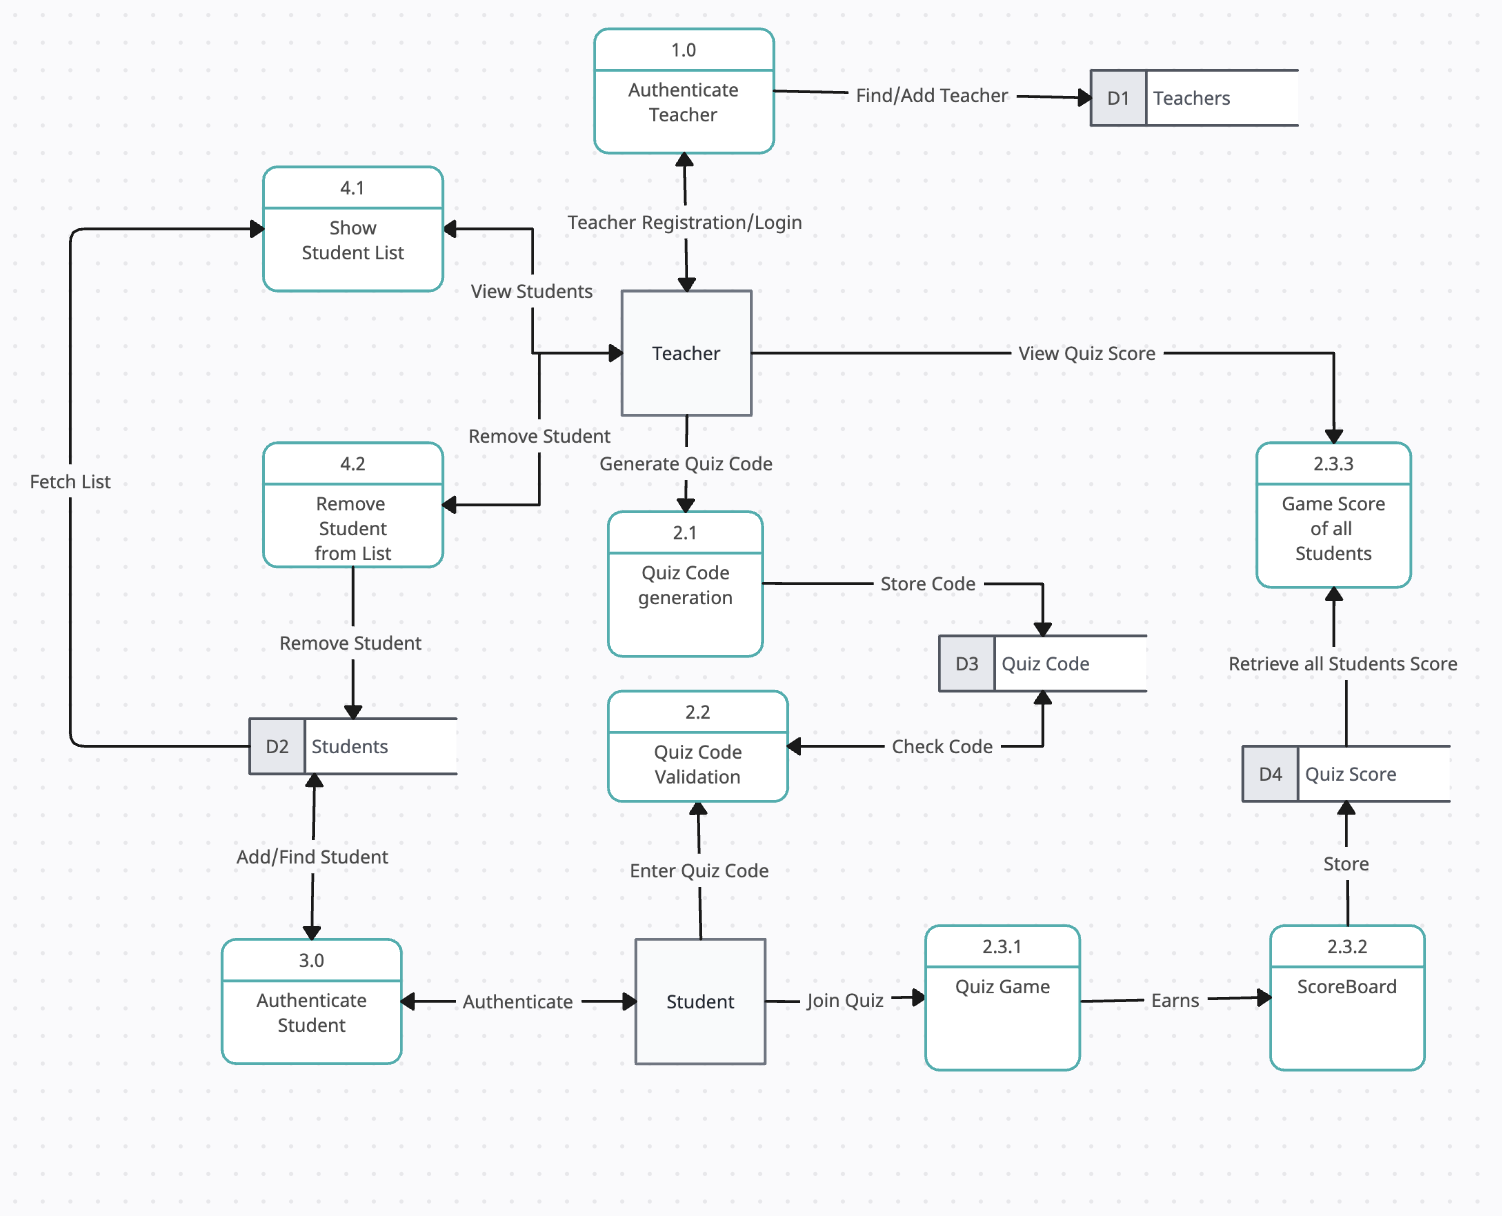 1.0
Authenticate
Teacher
Find/Add Teacher
D1
Teachers
4.1
Show
Student List
Teacher Registration/Login
View Students
Teacher
View Quiz Score
Remove Student
Generate Quiz Code
Fetch List
4.2
Remove
Student
from List
2.1
Quiz Code
generation
2.3.3
Game Score
of all
Students
Store Code
Remove Student
D3
Quiz Code
Retrieve all Students Score
2.2
Quiz Code
Validation
D2
Students
Check Code
D4
Quiz Score
Add/Find Student
Enter Quiz Code
Store
3.0
Authenticate
Student
Authenticate
Student
Join Quiz
2.3.1
Quiz Game
Earns
2.3.2
ScoreBoard